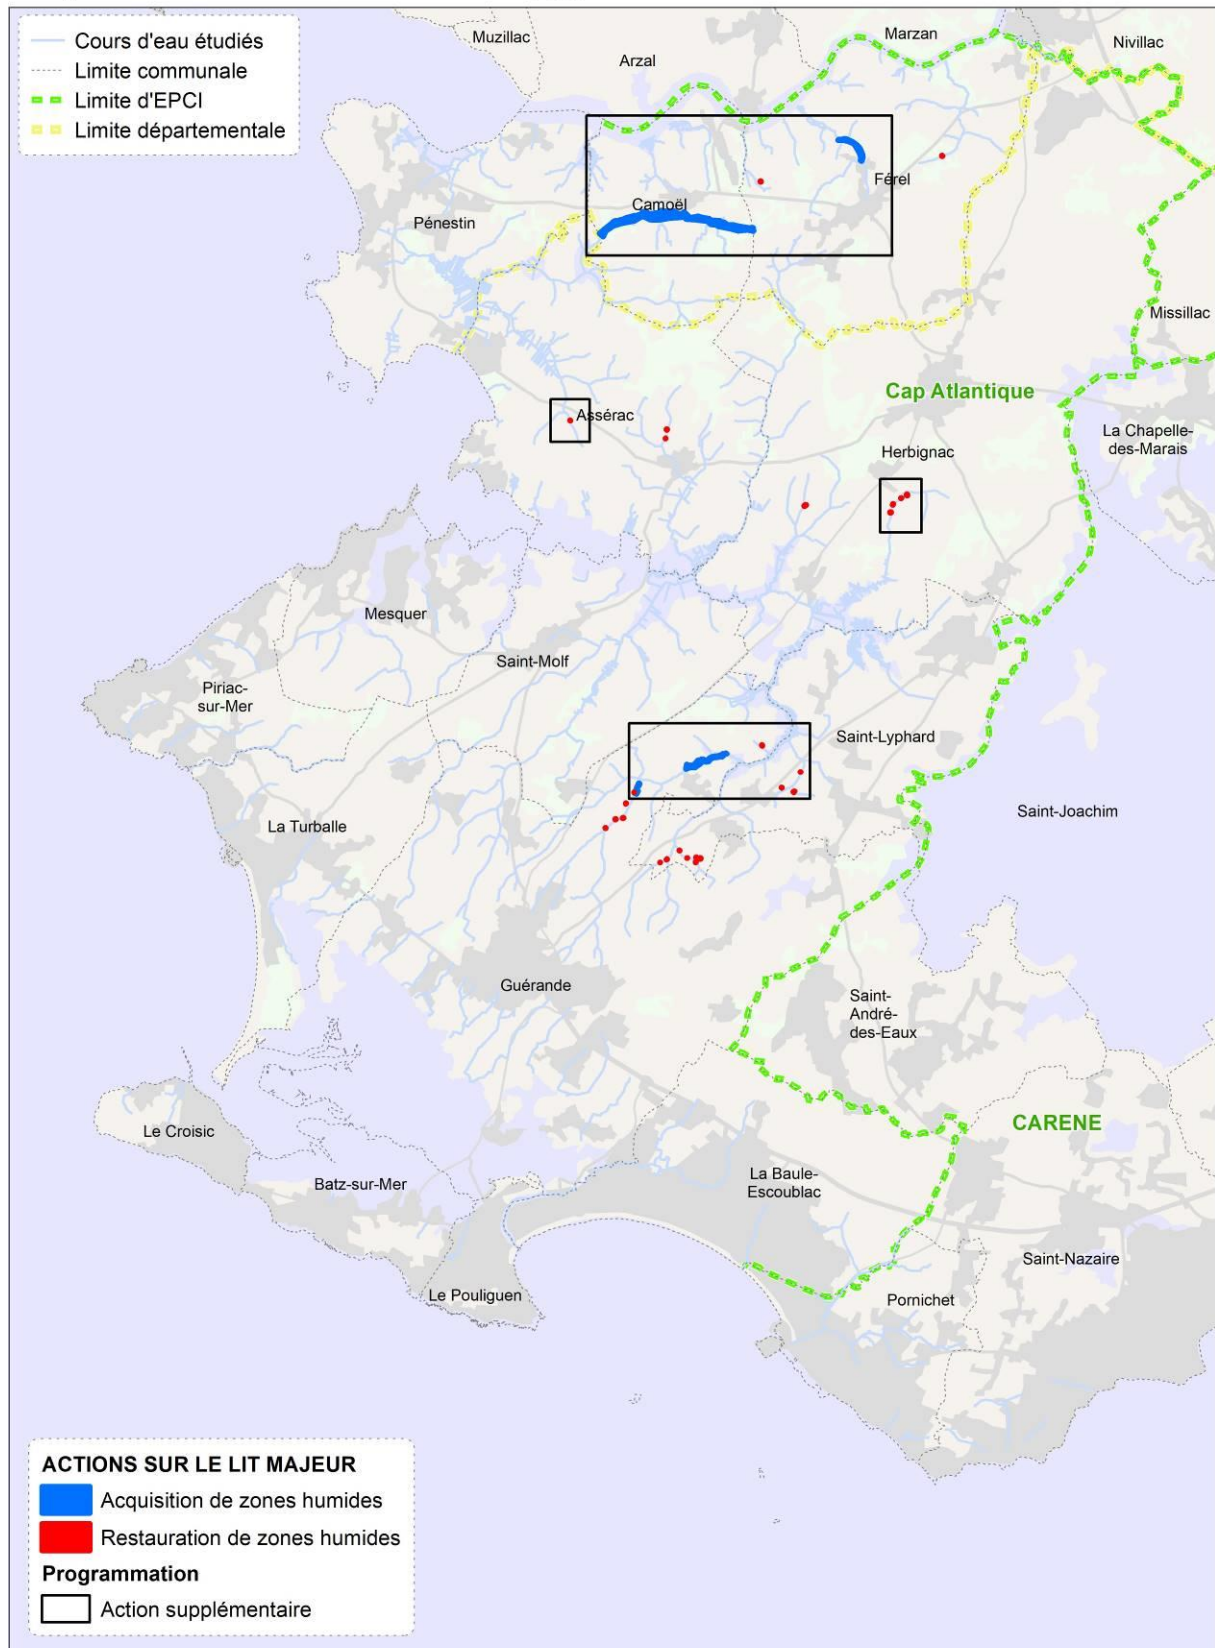 Cours d'eau étudiés
Limite communale
Limite d'EPCI
Limite départementale
Muzillac
Arzal
Marzan
Nivillac
Pénestin
Camoël
Férel
Missillac
Cap Atlantique
Assérac
La Chapelle-
des-Marais
Herbignac
Mesquer
Saint-Molf
Piriac-
sur-Mer
Saint-Lyphard
La Turballe
Saint-Joachim
Guérande
Saint-
André-
des-Eaux
Le Croisic
CARENE
Batz-sur-Mer
La Baule-
Escoublac
Saint-Nazaire
Le Pouliguen
Pornichet
ACTIONS SUR LE LIT MAJEUR
Acquisition de zones humides
Restauration de zones humides
Programmation
Action supplémentaire